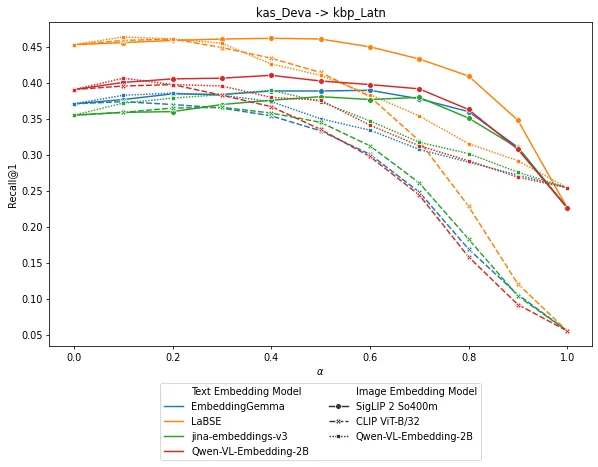 kas_Deva -> kbp_Latn
Recall@1
0.45
0.40
0.35
0.30
0.25
0.20
0.15
0.10
0.05
0.0 0.2 0.4 0.6 0.8 1.0
α
Text Embedding Model
EmbeddingGemma
LaBSE
jina-embeddings-v3
Qwen-VL-Embedding-2B
Image Embedding Model
SigLIP 2 So400m
CLIP ViT-B/32
Qwen-VL-Embedding-2B